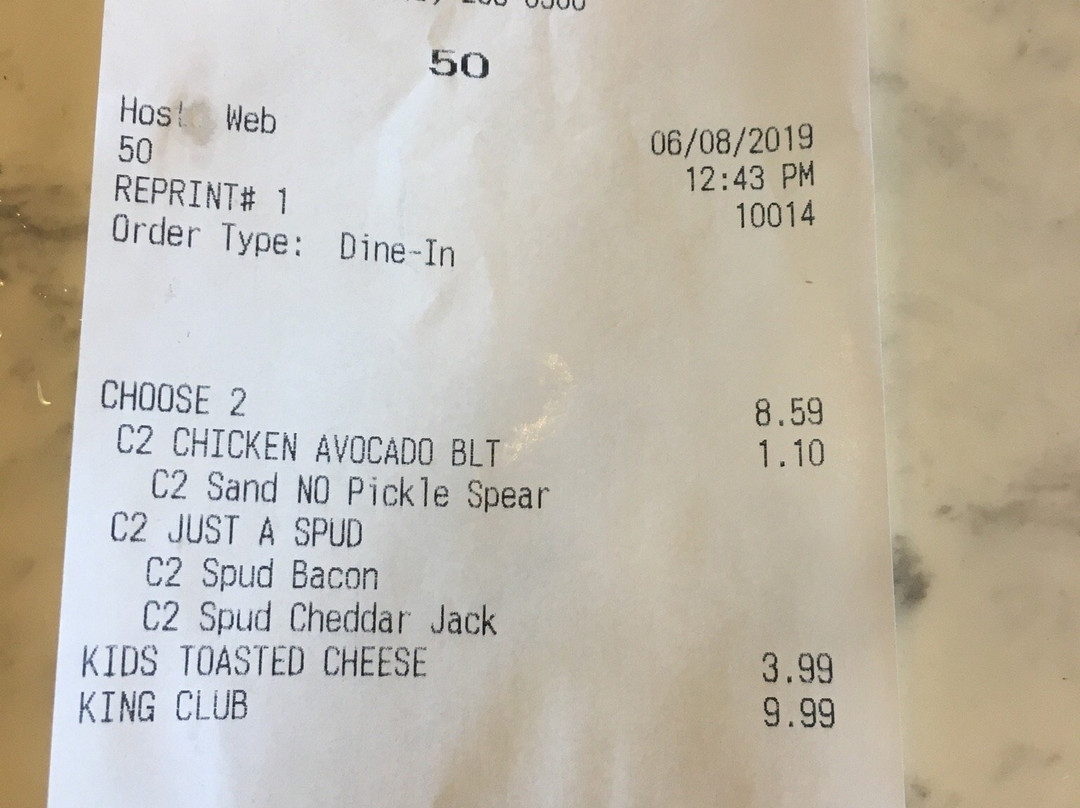 50
Host Web
50
06/08/2019
REPRINT# 1
12:43 PM
Order Type: Dine-In
10014
CHOOSE 2 8.59
C2 CHICKEN AVOCADO BLT 1.10
C2 Sand NO Pickle Spear
C2 JUST A SPUD
C2 Spud Bacon
C2 Spud Cheddar Jack
KIDS TOASTED CHEESE 3.99
KING CLUB 9.99